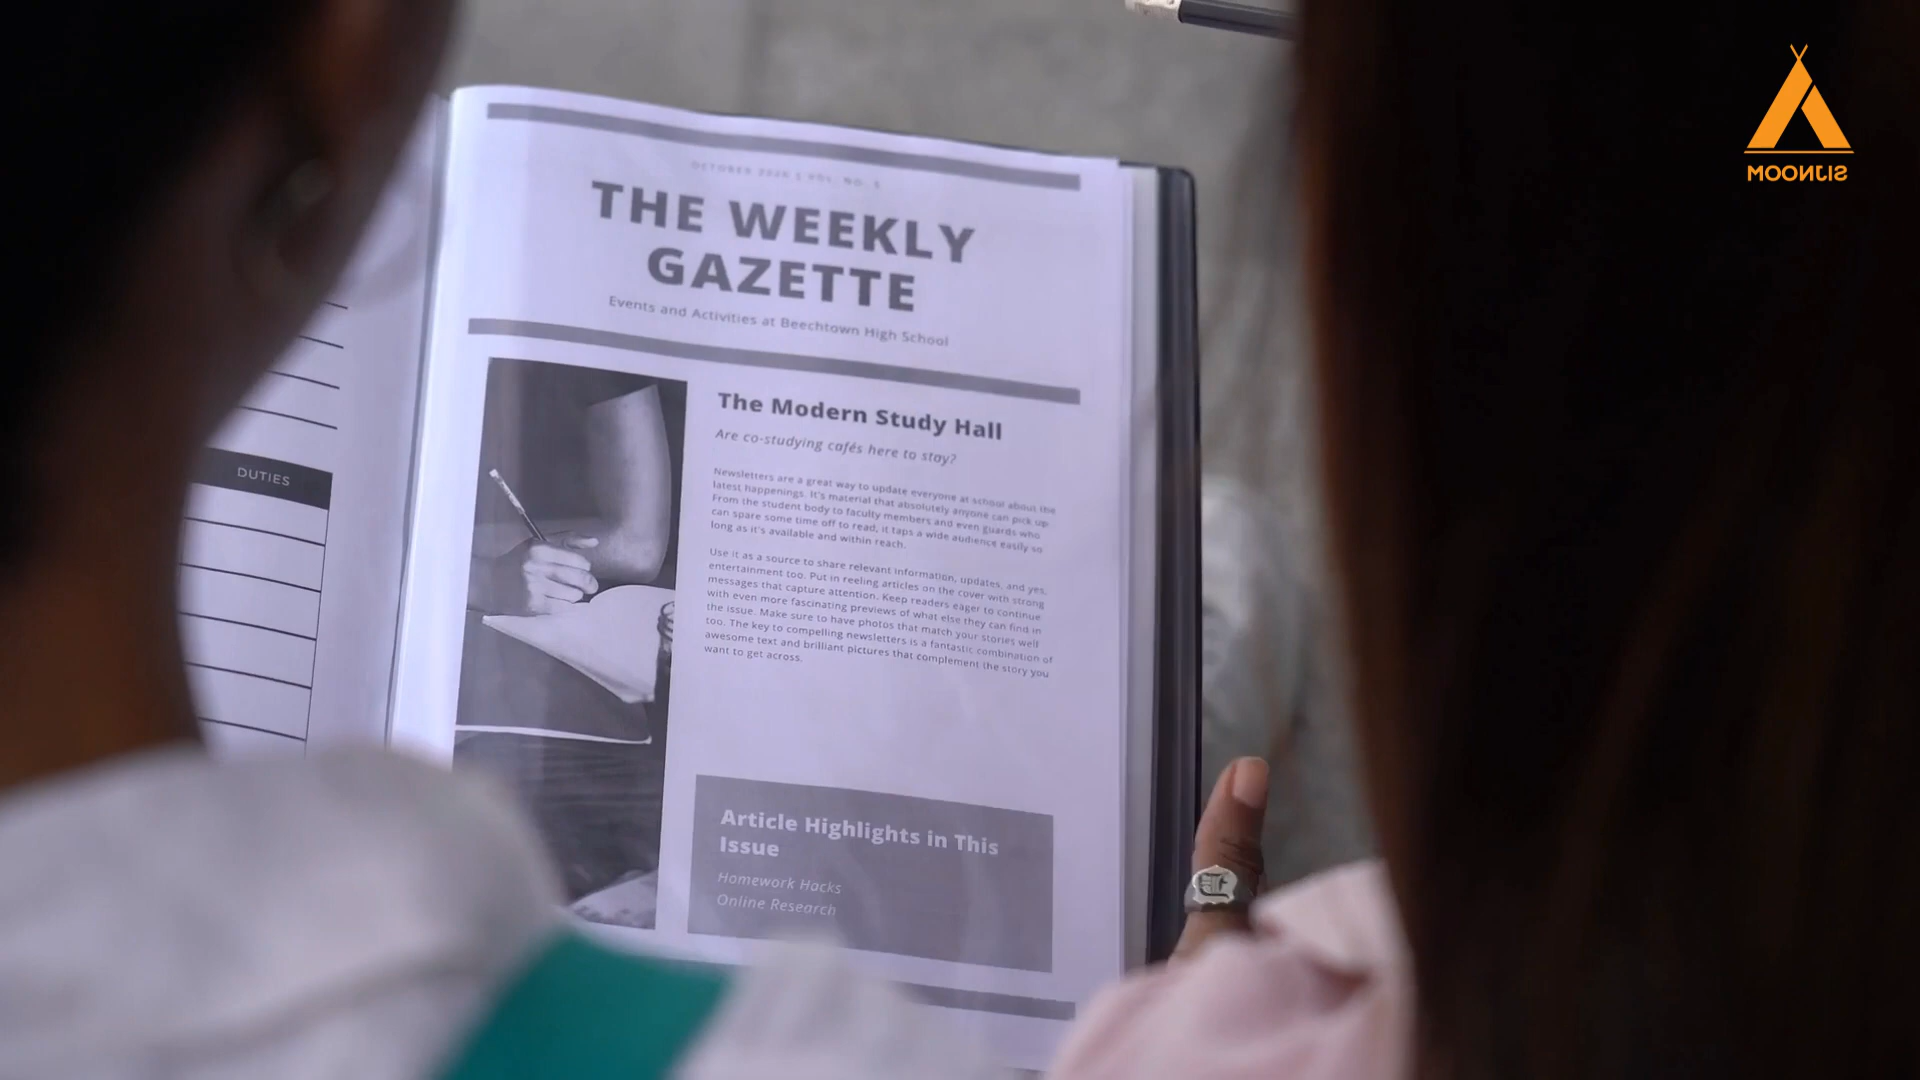 OCTOBER 2020 | VOL. NO. 1
THE WEEKLY
GAZETTE
Events and Activities at Beechtown High School
The Modern Study Hall
Are co-studying cafés here to stay?
Newsletters are a great way to update everyone at school about the
latest happenings. It's material that absolutely anyone can pick up.
From the student body to faculty members and even guards who
can spare some time off to read, it taps a wide audience easily so
long as it's available and within reach.
Use it as a source to share relevant information, updates, and yes,
entertainment too. Put in reeling articles on the cover with strong
messages that capture attention. Keep readers eager to continue
with even more fascinating previews of what else they can find in
the issue. Make sure to have photos that match your stories well
too. The key to compelling newsletters is a fantastic combination of
awesome text and brilliant pictures that complement the story you
want to get across.
Article Highlights in This
Issue
Homework Hacks
Online Research
DUTIES